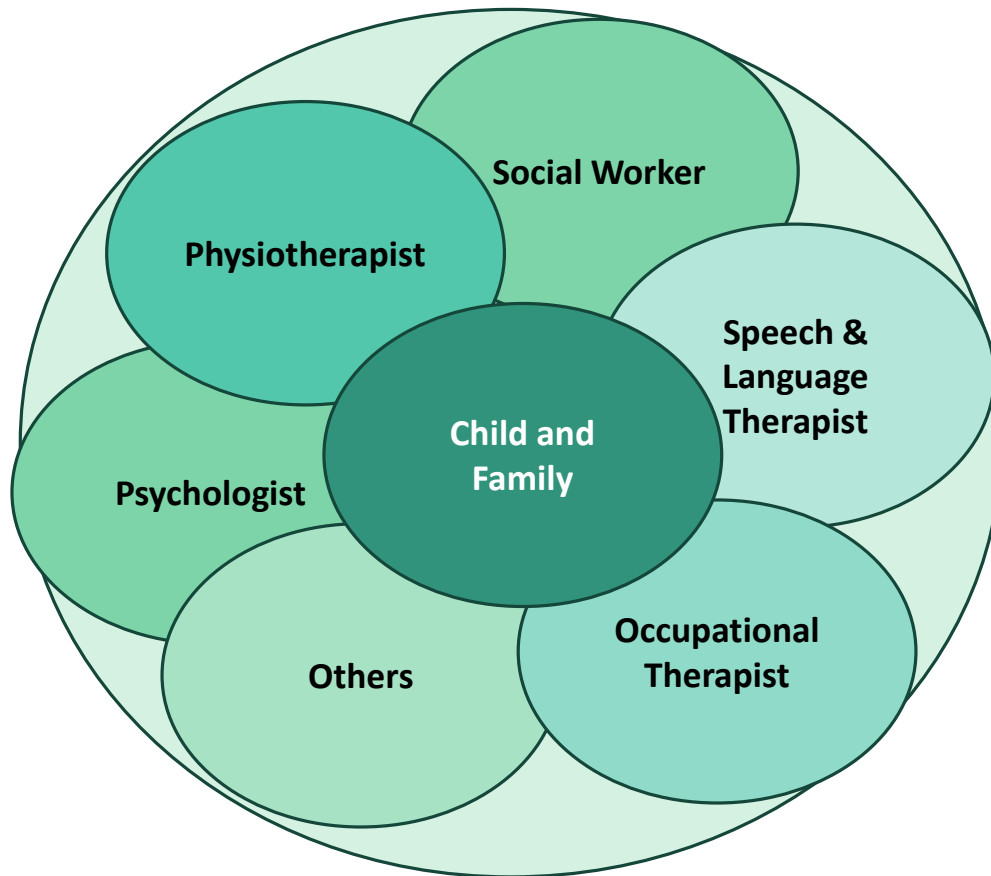 Social Worker
Physiotherapist
Speech &
Language
Therapist
Child and
Family
Psychologist
Occupational
Therapist
Others